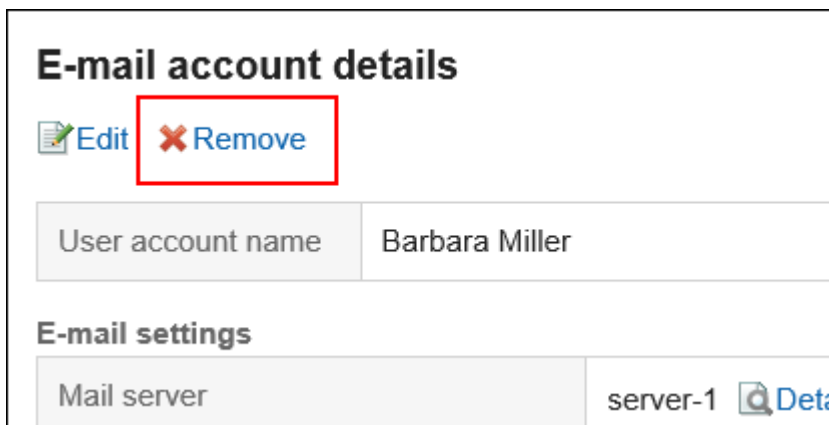 E-mail account details
Edit Remove
User account name Barbara Miller
E-mail settings
Mail server server-1